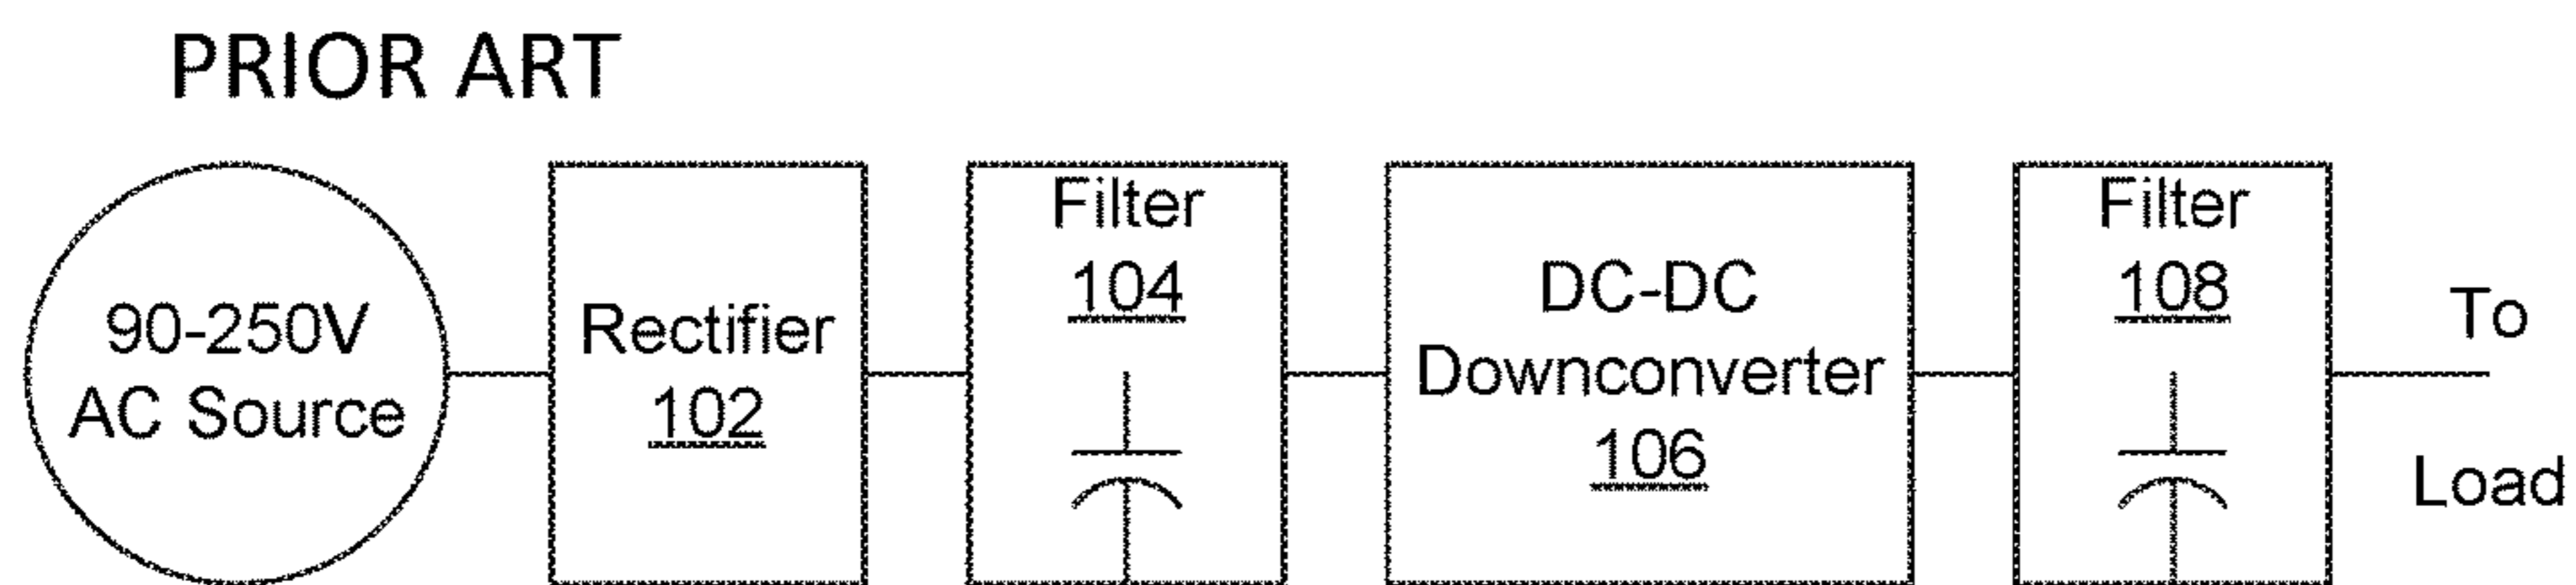 PRIOR ART
90-250V
AC Source
Rectifier
102
Filter
104
DC-DC
Downconverter
106
Filter
108
To
Load